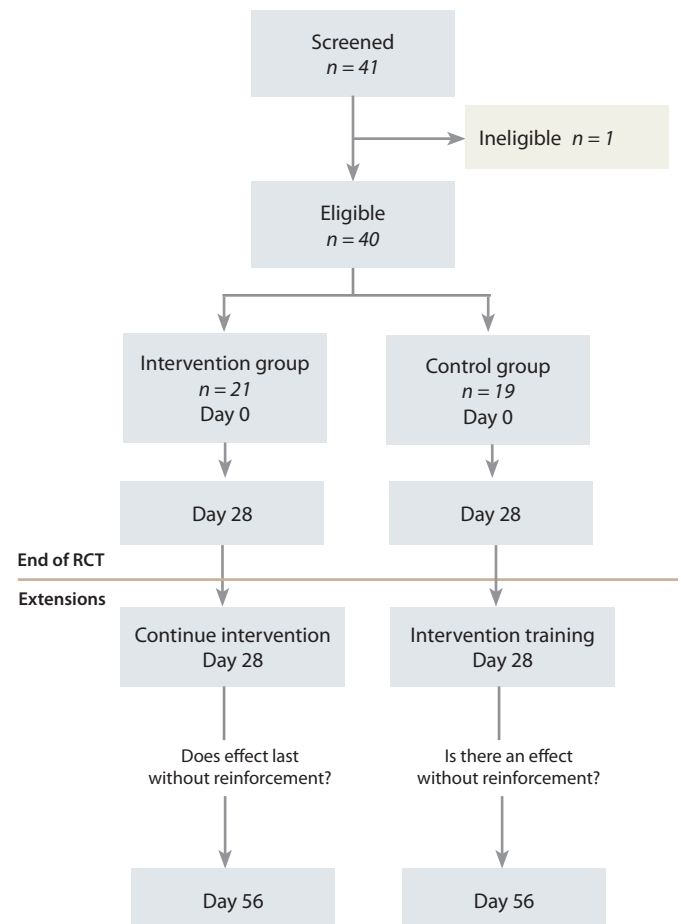 Screened
n = 41
Ineligible n = 1
Eligible
n = 40
Intervention group
n = 21
Day 0
Control group
n = 19
Day 0
Day 28
Day 28
End of RCT
Extensions
Continue intervention
Day 28
Intervention training
Day 28
Does effect last
without reinforcement?
Is there an effect
without reinforcement?
Day 56
Day 56